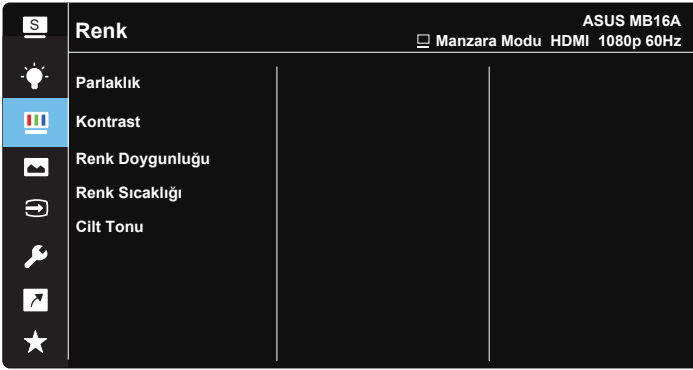 S
Renk
ASUS MB16A
Manzara Modu HDMI 1080p 60Hz
Parlaklık
Kontrast
Renk Doygunluğu
Renk Sıcaklığı
Cilt Tonu